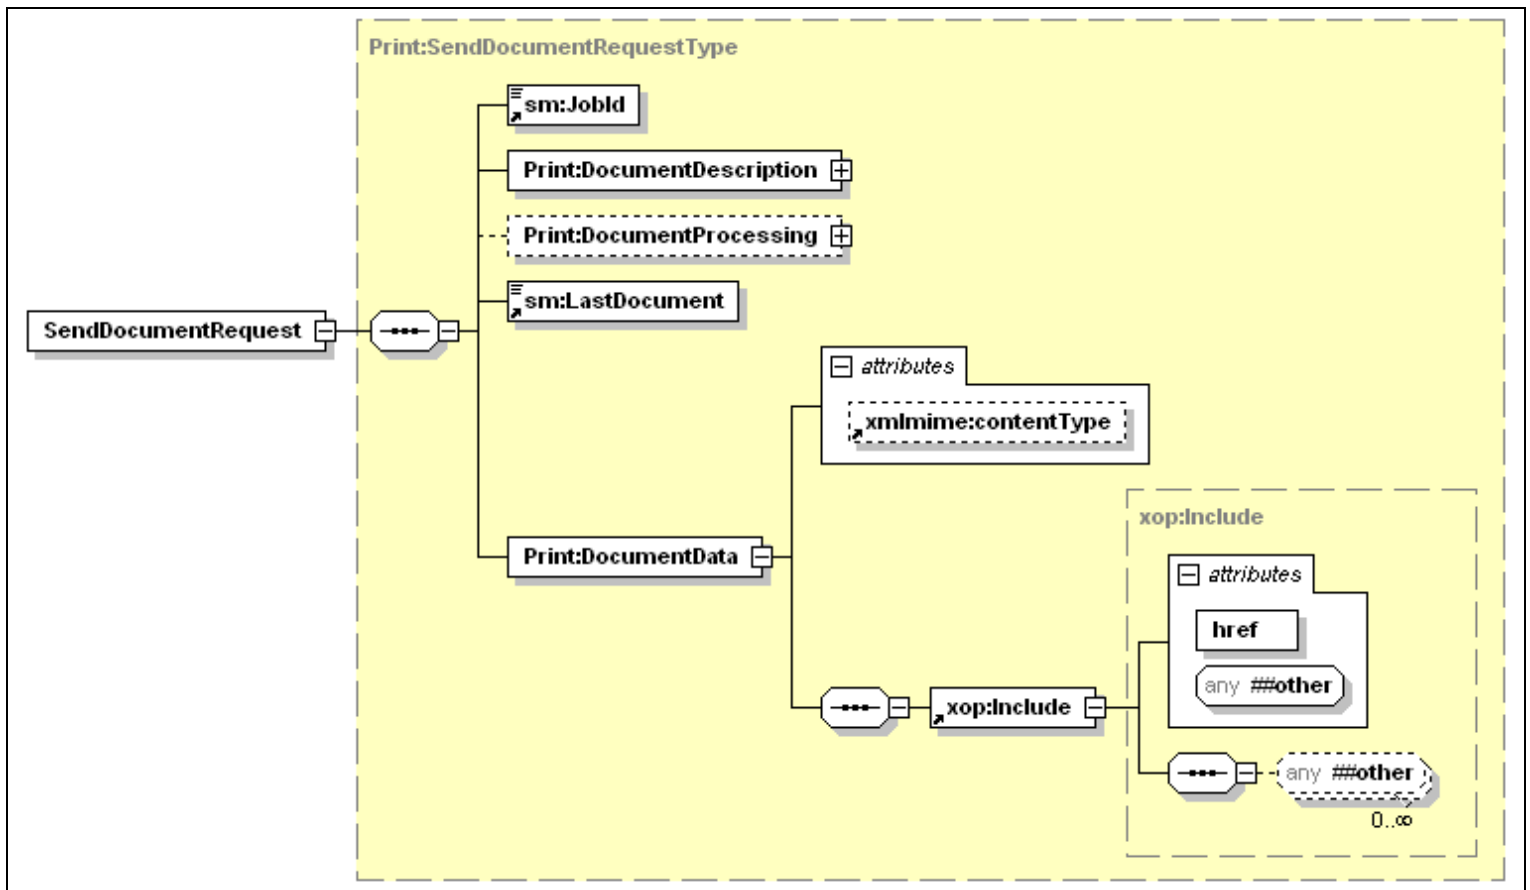 Print:SendDocumentRequestType
sm:JobId
Print:DocumentDescription
Print:DocumentProcessing
sm:LastDocument
SendDocumentRequest
attributes
xmlmime:contentType
xop:Include
Print:DocumentData
attributes
href
any ##other
xop:Include
any ##other
0..∞